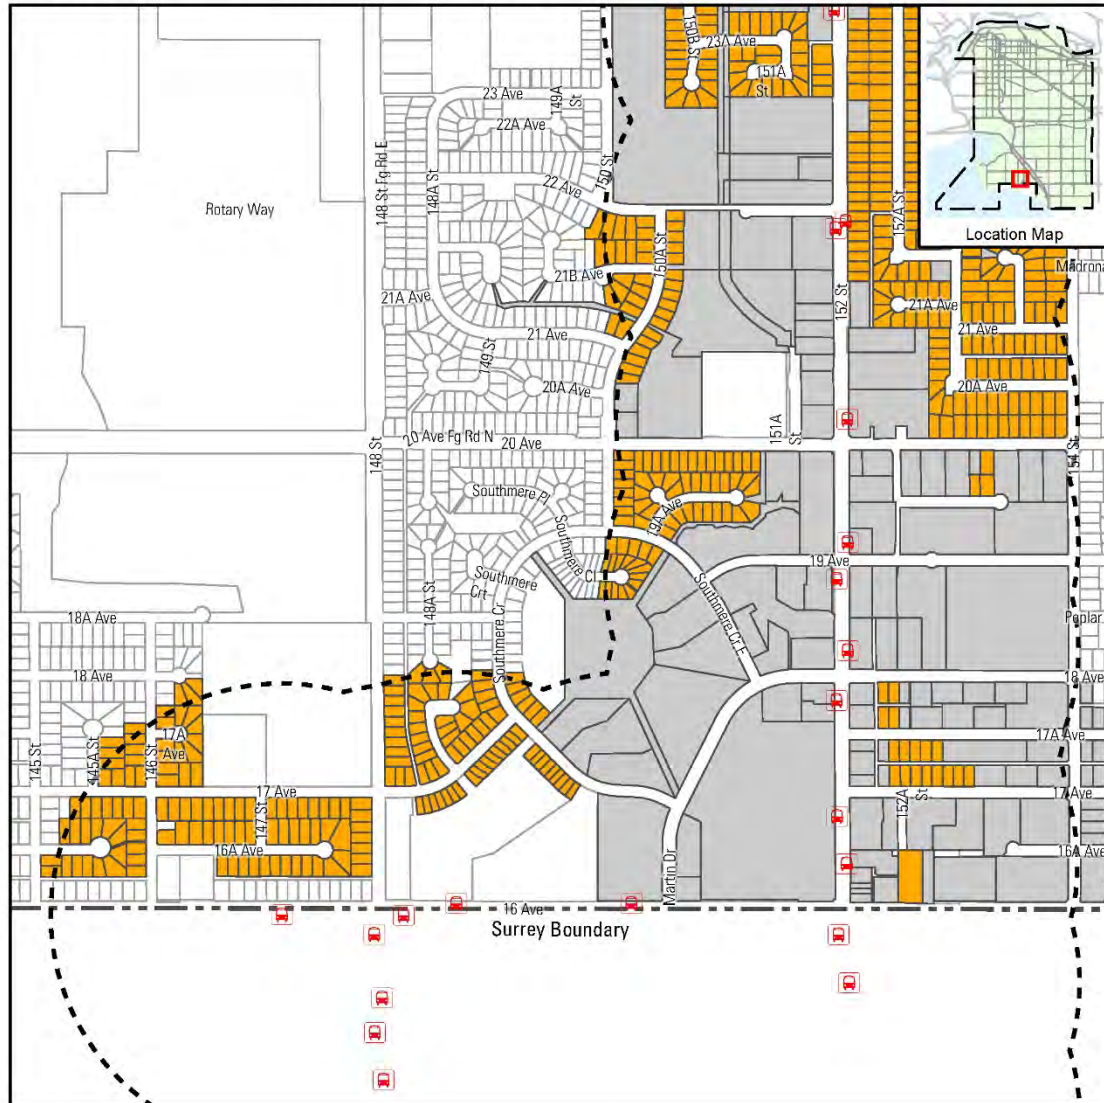 150B St
23A Ave
151A
St
23 Ave
149A
St
22A Ave
148 St Fg Rd E
148A St
150 St
22 Ave
Rotary Way
152A St
Location Map
150A St
21B Ave
Madrona
21A Ave
152 St
21A Ave
21 Ave
21 Ave
149 St
20A Ave
20A Ave
151A
St
20 Ave Fg Rd N
20 Ave
148 St
154 St
Southmere Pl
19A Ave
Southmere Cl
19 Ave
Southmere
Crt
148A St
Southmere Cr E
18A Ave
Southmere Cr
Poplar
18 Ave
18 Ave
17A
Ave
145 St
145A St
146 St
17A Ave
17 Ave
17 Ave
147 St
152A
St
16A Ave
16A Ave
Martin Dr
16 Ave
Surrey Boundary